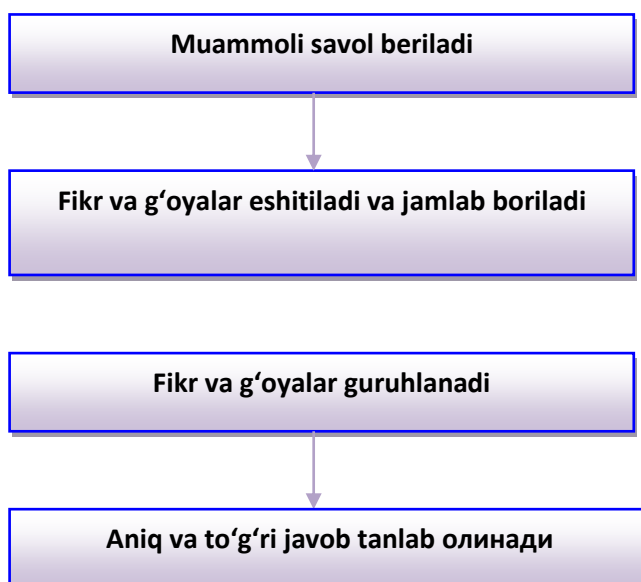 Muammoli savol beriladi
Fikr va g‘oyalar eshitiladi va jamlab boriladi
Fikr va g‘oyalar guruhlanadi
Aniq va to‘g‘ri javob tanlab олинади